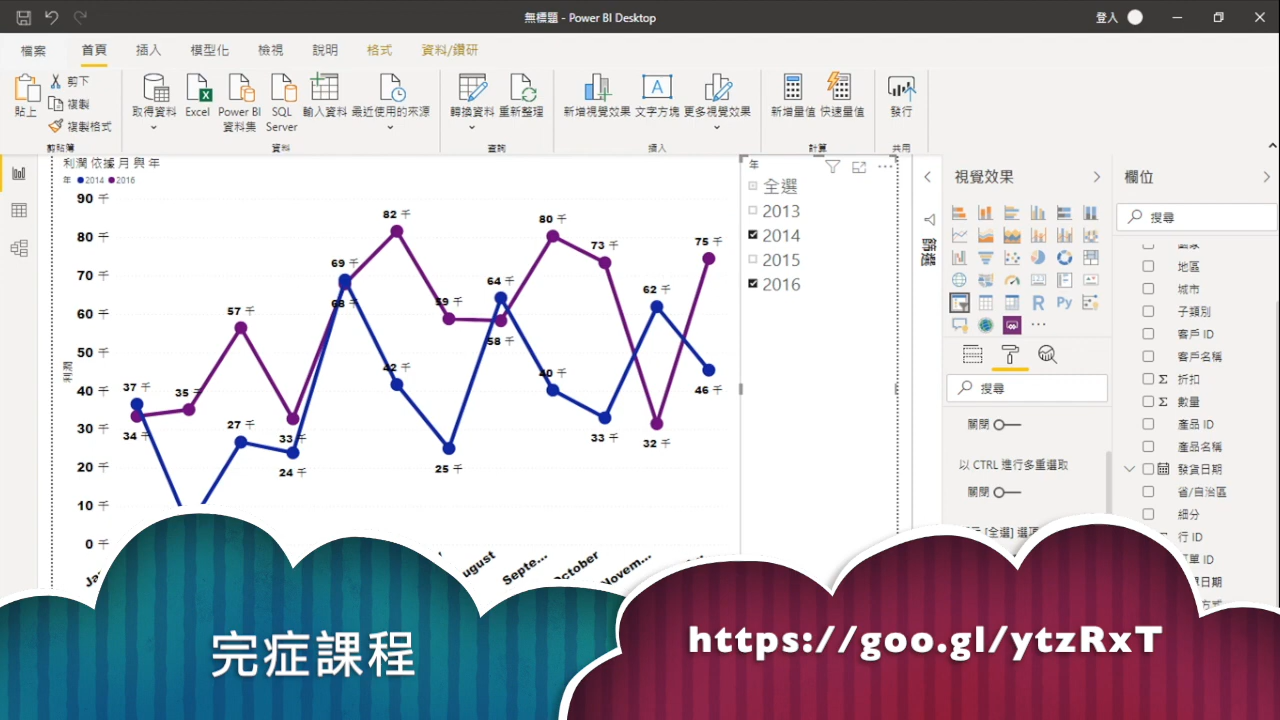 無標題 - Power BI Desktop
登入
檔案
首頁
插入
模型化
檢視
說明
格式
資料/鑽研
貼上
剪下
複製
複製格式
剪貼簿
取得資料
Excel
Power BI
資料集
SQL
Server
輸入資料
最近使用的來源
資料
轉換資料
重新整理
查詢
新增視覺效果
文字方塊
更多視覺效果
插入
新增量值
快速量值
計算
發行
共用
利潤 依據 月 與 年
年 2014 2016
90 千
80 千
70 千
60 千
50 千
40 千
30 千
20 千
10 千
0 千
利潤
37 千
34 千
35 千
57 千
27 千
33 千
24 千
69 千
68 千
82 千
42 千
59 千
25 千
64 千
58 千
80 千
40 千
73 千
33 千
62 千
32 千
75 千
46 千
Septe...
Novem...
年
全選
2013
2014
2015
2016
篩選
視覺效果
R
Py
搜尋
關閉
以 CTRL 進行多重選取
關閉
欄位
搜尋
地區
城市
子類別
客戶 ID
客戶名稱
折扣
數量
產品 ID
產品名稱
發貨日期
省/自治區
細分
行 ID
完症課程
https://goo.gl/ytzRxT